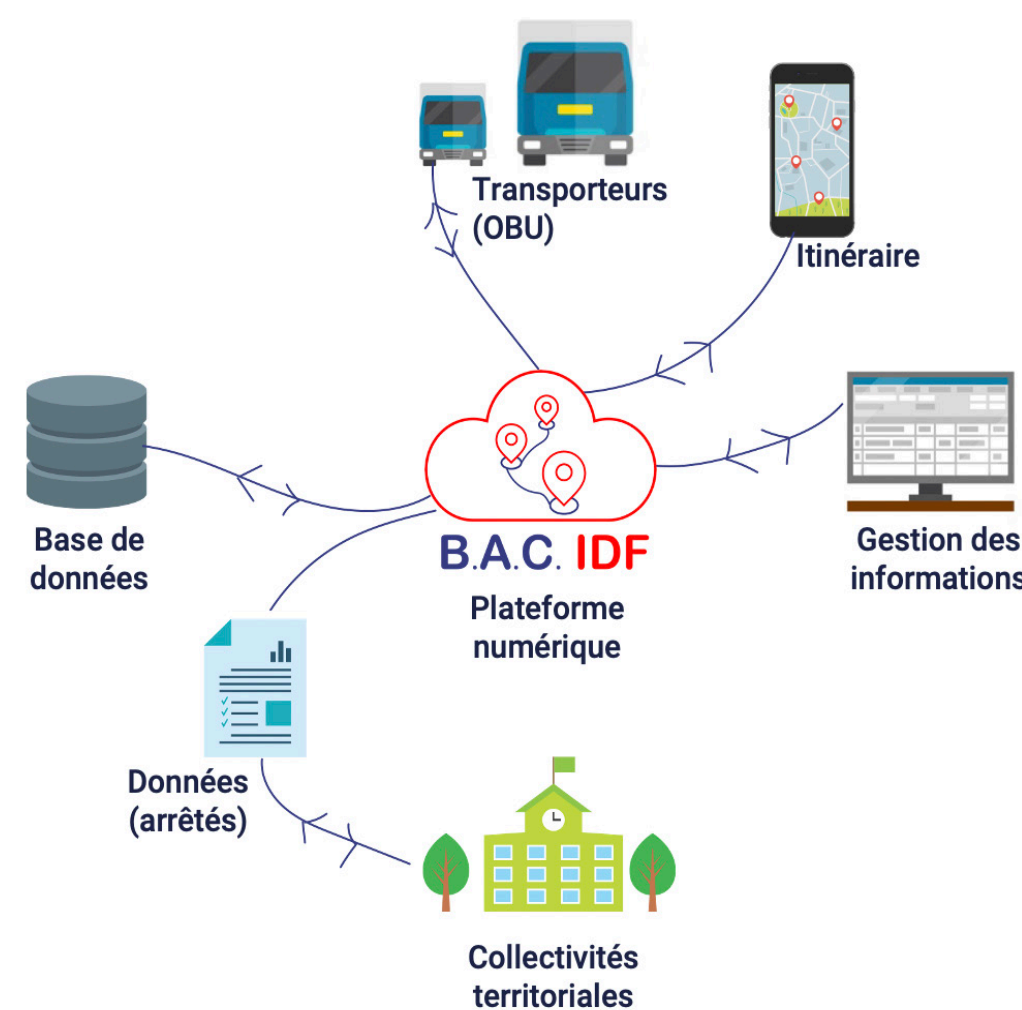 Transporteurs
(OBU)
Itinéraire
Base de
données
B.A.C. IDF
Plateforme
numérique
Gestion des
informations
Données
(arrêtés)
Collectivités
territoriales